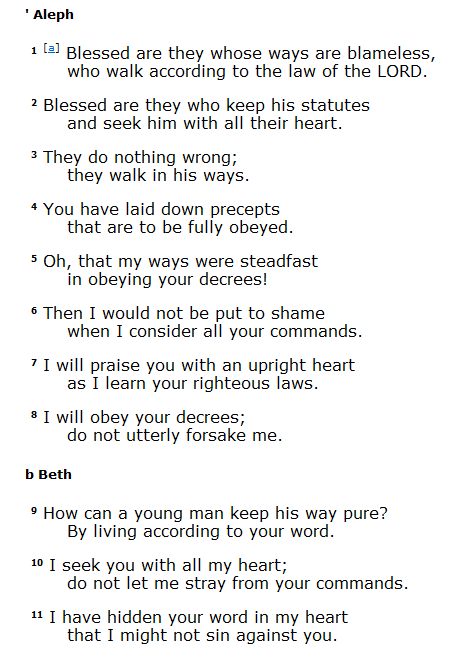 ' Aleph
1 [a] Blessed are they whose ways are blameless,
who walk according to the law of the LORD.
2 Blessed are they who keep his statutes
and seek him with all their heart.
3 They do nothing wrong;
they walk in his ways.
4 You have laid down precepts
that are to be fully obeyed.
5 Oh, that my ways were steadfast
in obeying your decrees!
6 Then I would not be put to shame
when I consider all your commands.
7 I will praise you with an upright heart
as I learn your righteous laws.
8 I will obey your decrees;
do not utterly forsake me.
b Beth
9 How can a young man keep his way pure?
By living according to your word.
10 I seek you with all my heart;
do not let me stray from your commands.
11 I have hidden your word in my heart
that I might not sin against you.